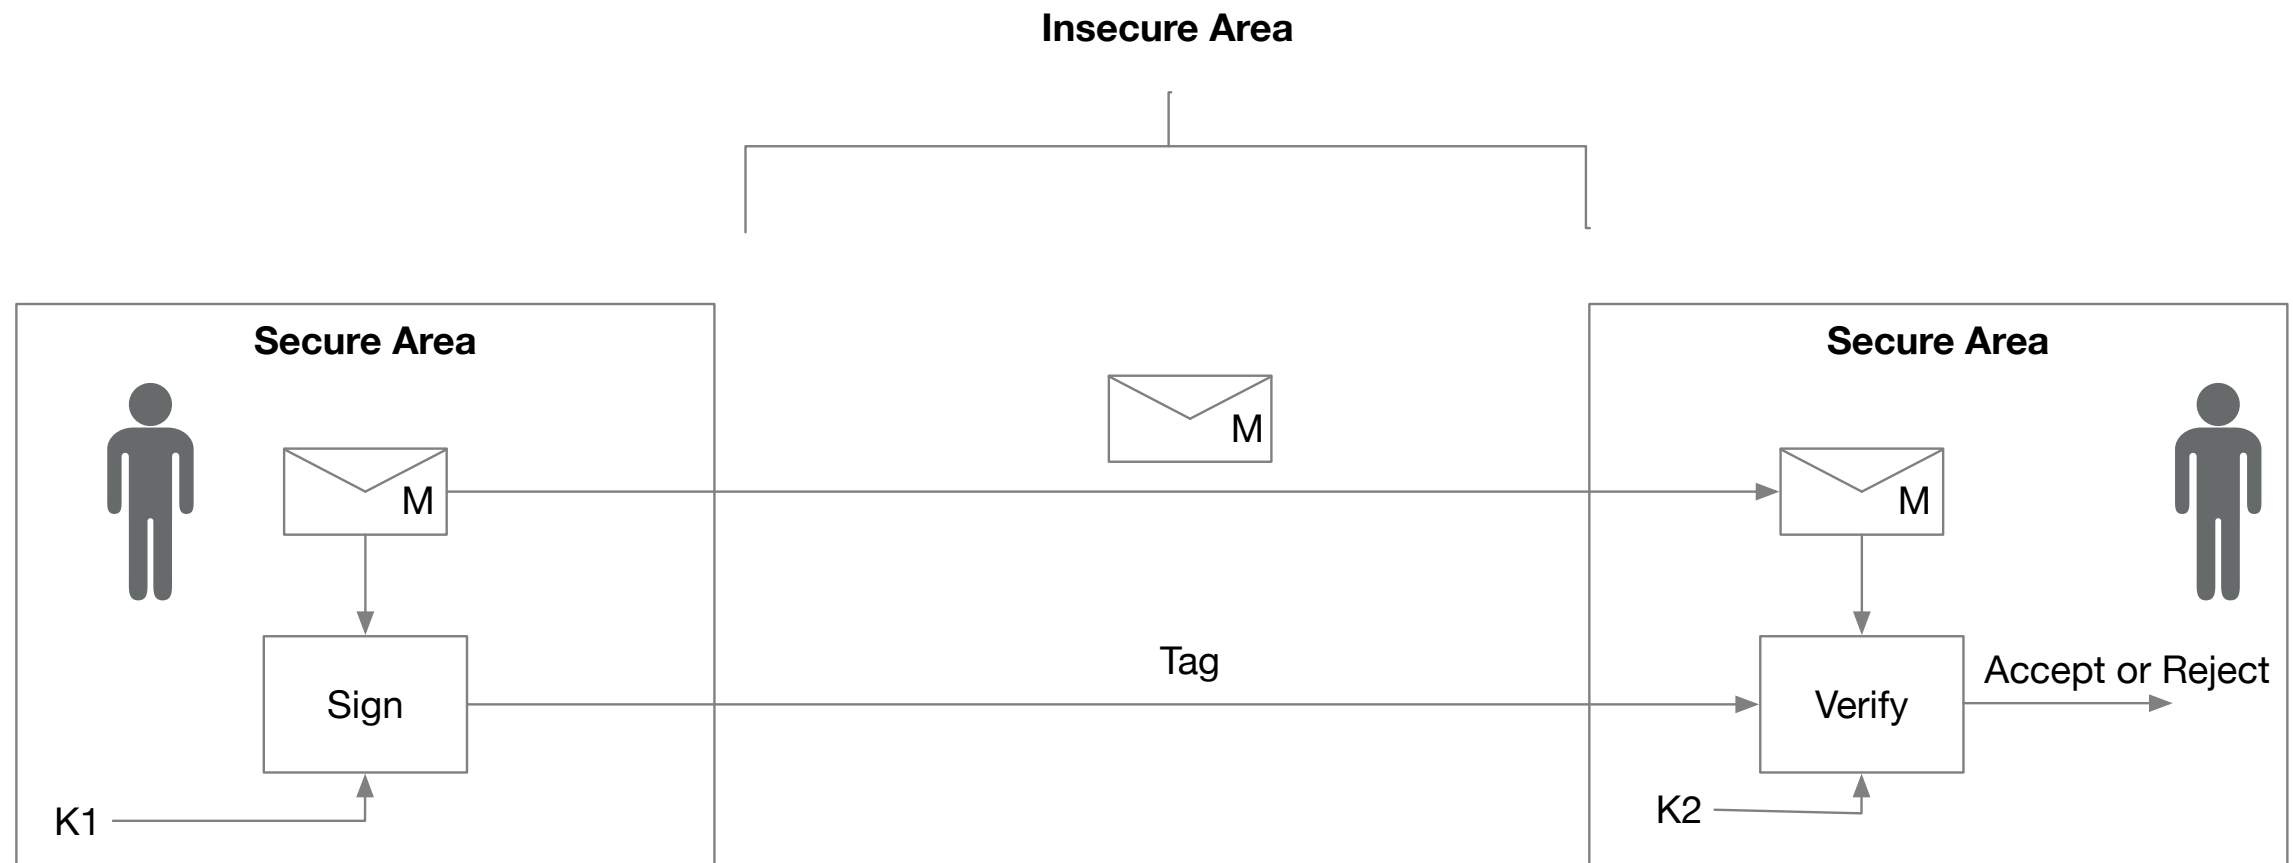 Insecure Area
Secure Area
Secure Area
M
M
M
Tag
Sign
Verify
Accept or Reject
K1
K2